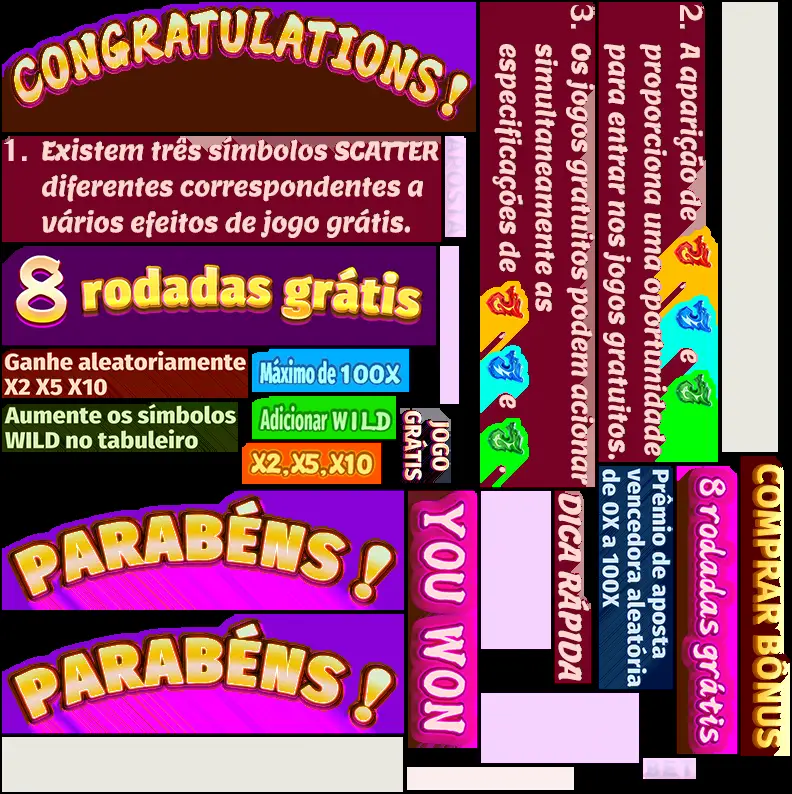 CONGRATULATIONS!
1. Existem três símbolos SCATTER
diferentes correspondentes a
vários efeitos de jogo grátis.
APOSTA
8 rodadas grátis
Ganhe aleatoriamente
X2 X5 X10
Aumente os símbolos
WILD no tabuleiro
Máximo de 100X
Adicionar WILD
X2,X5,X10
JOGO
GRÁTIS
3. Os jogos gratuitos podem acionar
simultaneamente as
especificações de
e
2. A aparição de
e
proporciona uma oportunidade
para entrar nos jogos gratuitos.
PARABÉNS!
PARABÉNS!
YOU WON
DICA RÁPIDA
Prêmio de aposta
vencedora aleatória
de 0X a 100X
8 rodadas grátis
COMPRAR BÔNUS
BET